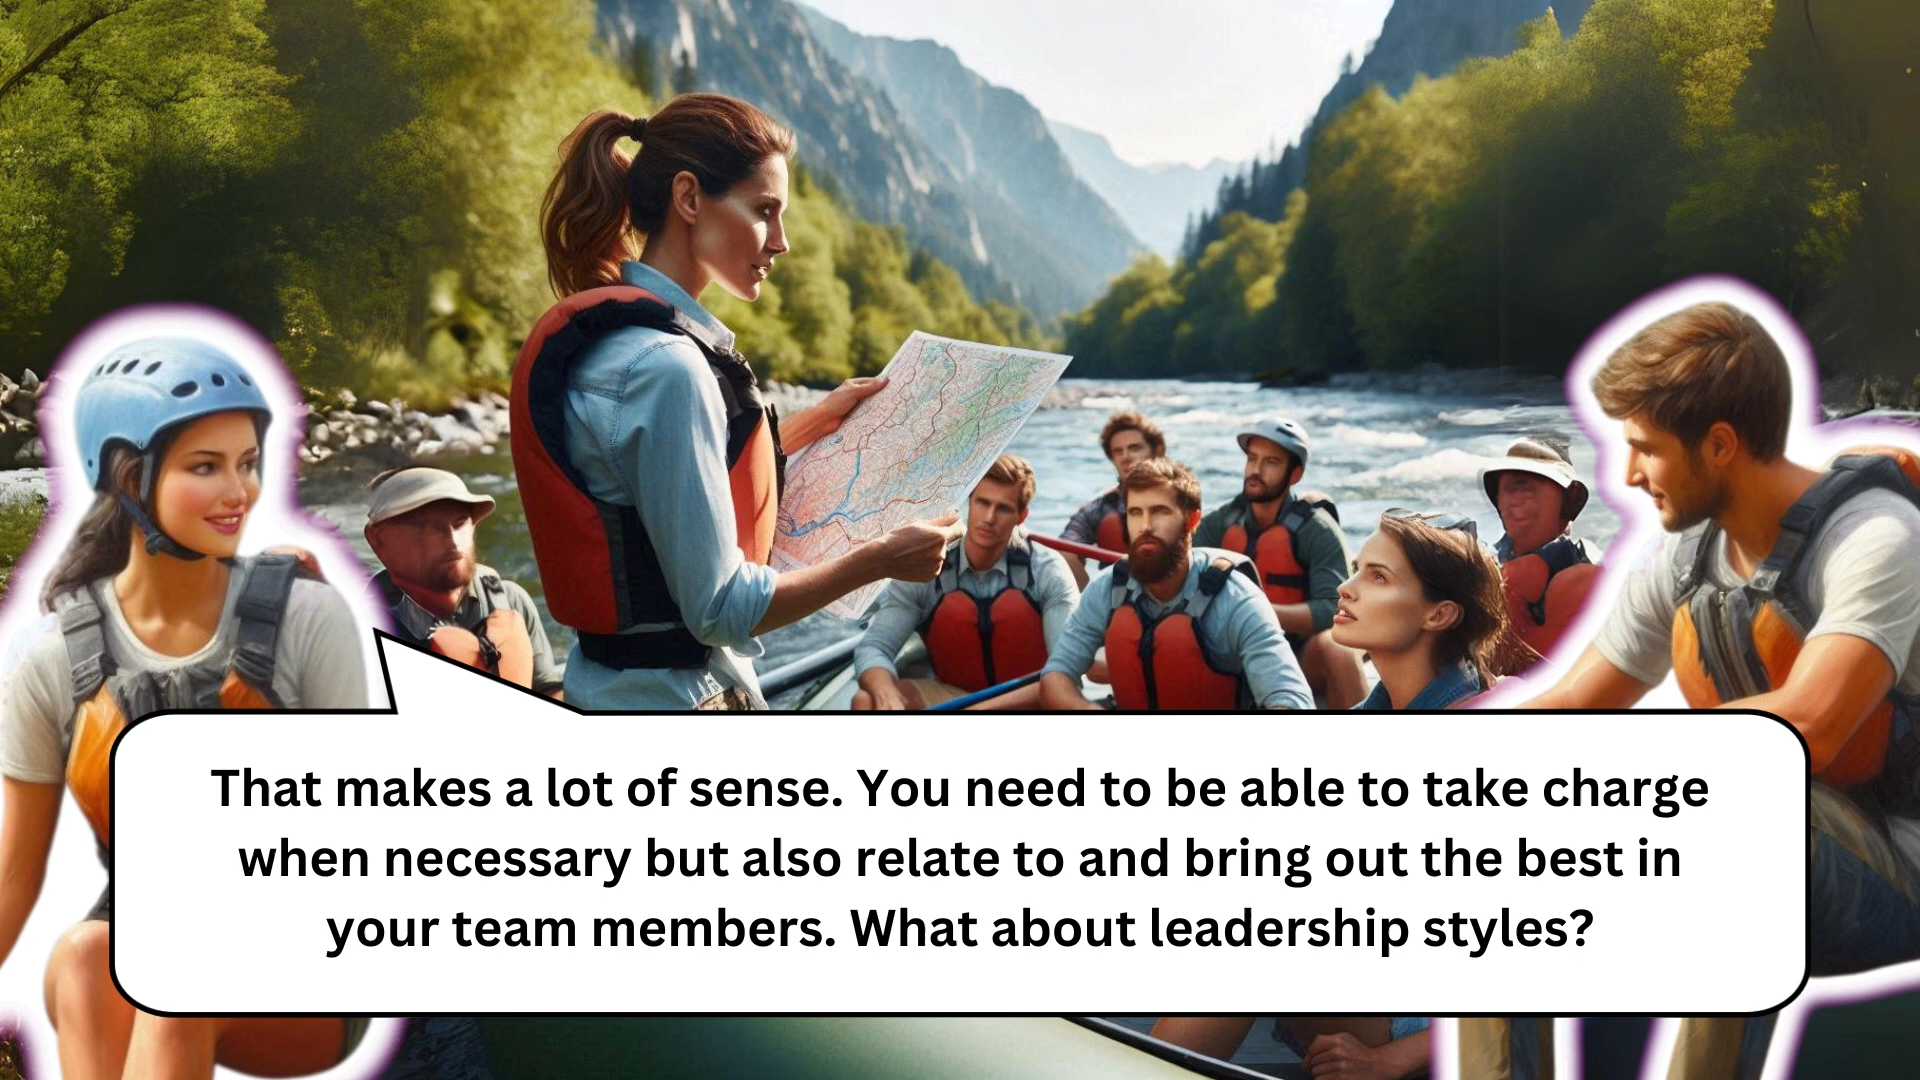 That makes a lot of sense. You need to be able to take charge
when necessary but also relate to and bring out the best in
your team members. What about leadership styles?